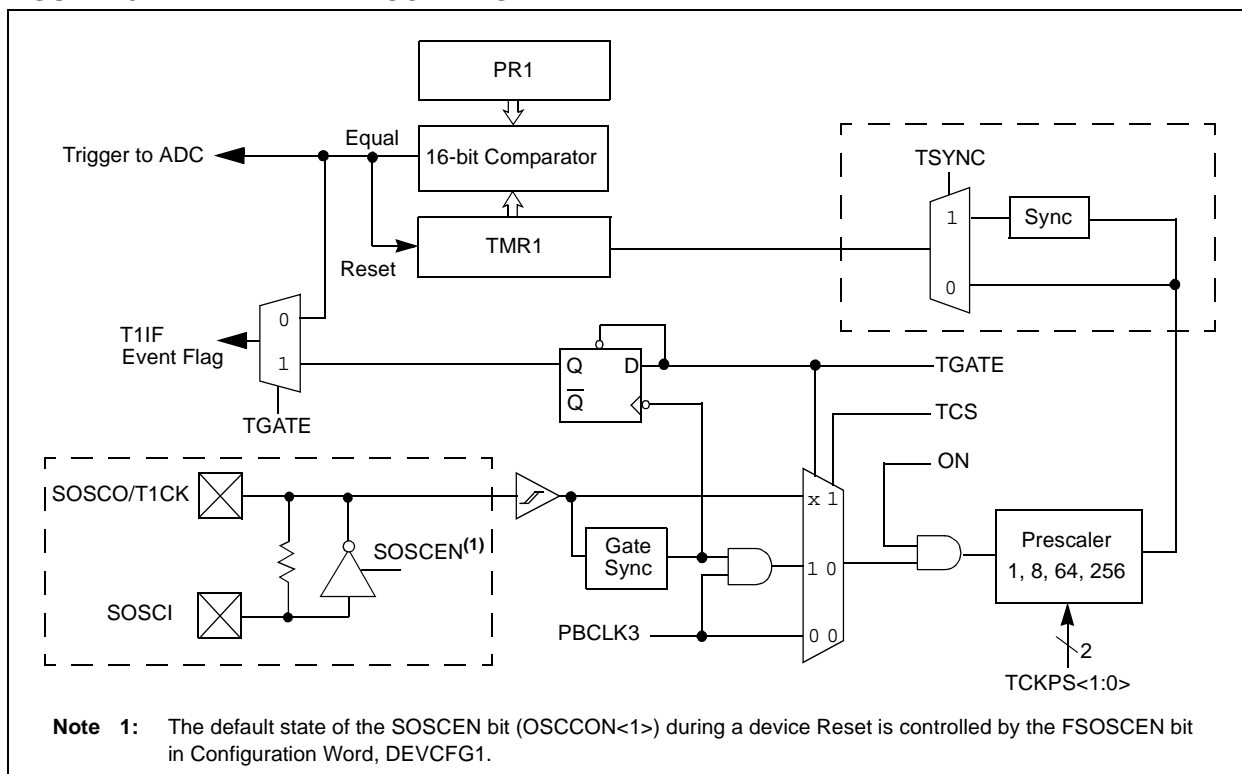 PR1
Equal
Trigger to ADC
16-bit Comparator
TSYNC
1
Sync
TMR1
Reset
0
0
T1IF
Event Flag
1
Q
D
Q
TGATE
TGATE
TCS
ON
SOSCO/T1CK
x 1
SOSCEN(1)
Gate
Sync
1 0
Prescaler
1, 8, 64, 256
SOSCI
PBCLK3
0 0
2
TCKPS<1:0>
Note 1: The default state of the SOSCEN bit (OSCCON<1>) during a device Reset is controlled by the FSOSCEN bit
in Configuration Word, DEVCFG1.